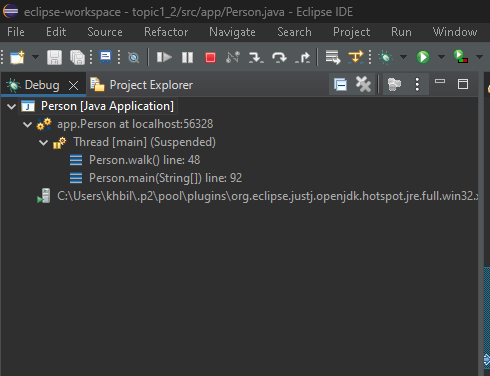 eclipse-workspace - topic1_2/src/app/Person.java - Eclipse IDE
File Edit Source Refactor Navigate Search Project Run Window Help
Debug Project Explorer
Person [Java Application]
app.Person at localhost:56328
Thread [main] (Suspended)
Person.walk() line: 48
Person.main(String[]) line: 92
C:\Users\khbil\.p2\pool\plugins\org.eclipse.justj.openjdk.hotspot.jre.full.win32.x